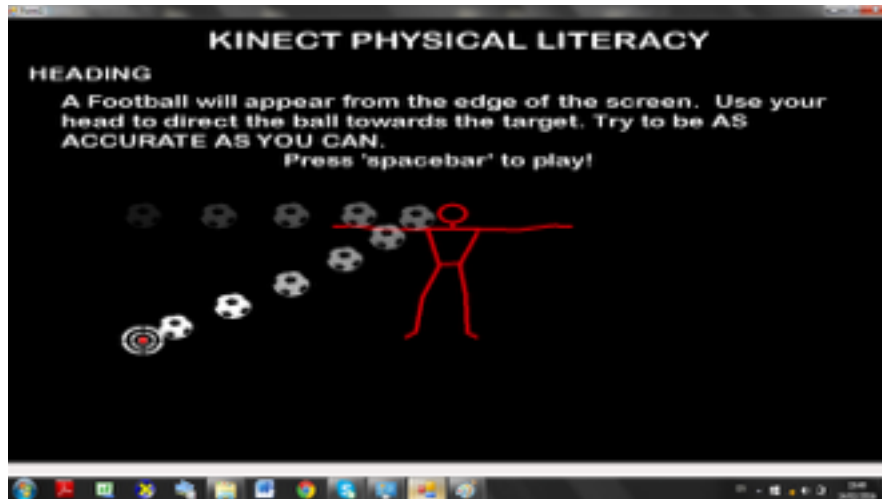 KINECT PHYSICAL LITERACY
HEADING
A Football will appear from the edge of the screen. Use your
head to direct the ball towards the target. Try to be AS
ACCURATE AS YOU CAN.
Press 'spacebar' to play!